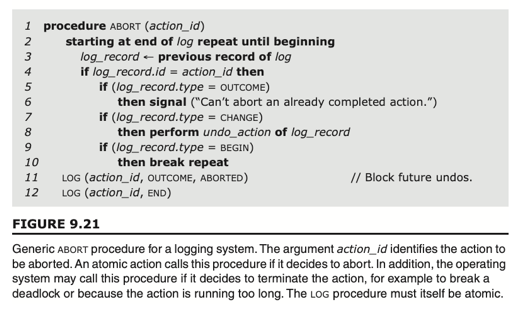 1 procedure ABORT (action_id)
2 starting at end of log repeat until beginning
3 log_record ← previous record of log
4 if log_record.id = action_id then
5 if (log_record.type = OUTCOME)
6 then signal (“Can’t abort an already completed action.”)
7 if (log_record.type = CHANGE)
8 then perform undo_action of log_record
9 if (log_record.type = BEGIN)
10 then break repeat
11 LOG (action_id, OUTCOME, ABORTED) // Block future undos.
12 LOG (action_id, END)
FIGURE 9.21
Generic ABORT procedure for a logging system. The argument action_id identifies the action to
be aborted. An atomic action calls this procedure if it decides to abort. In addition, the operating
system may call this procedure if it decides to terminate the action, for example to break a
deadlock or because the action is running too long. The LOG procedure must itself be atomic.